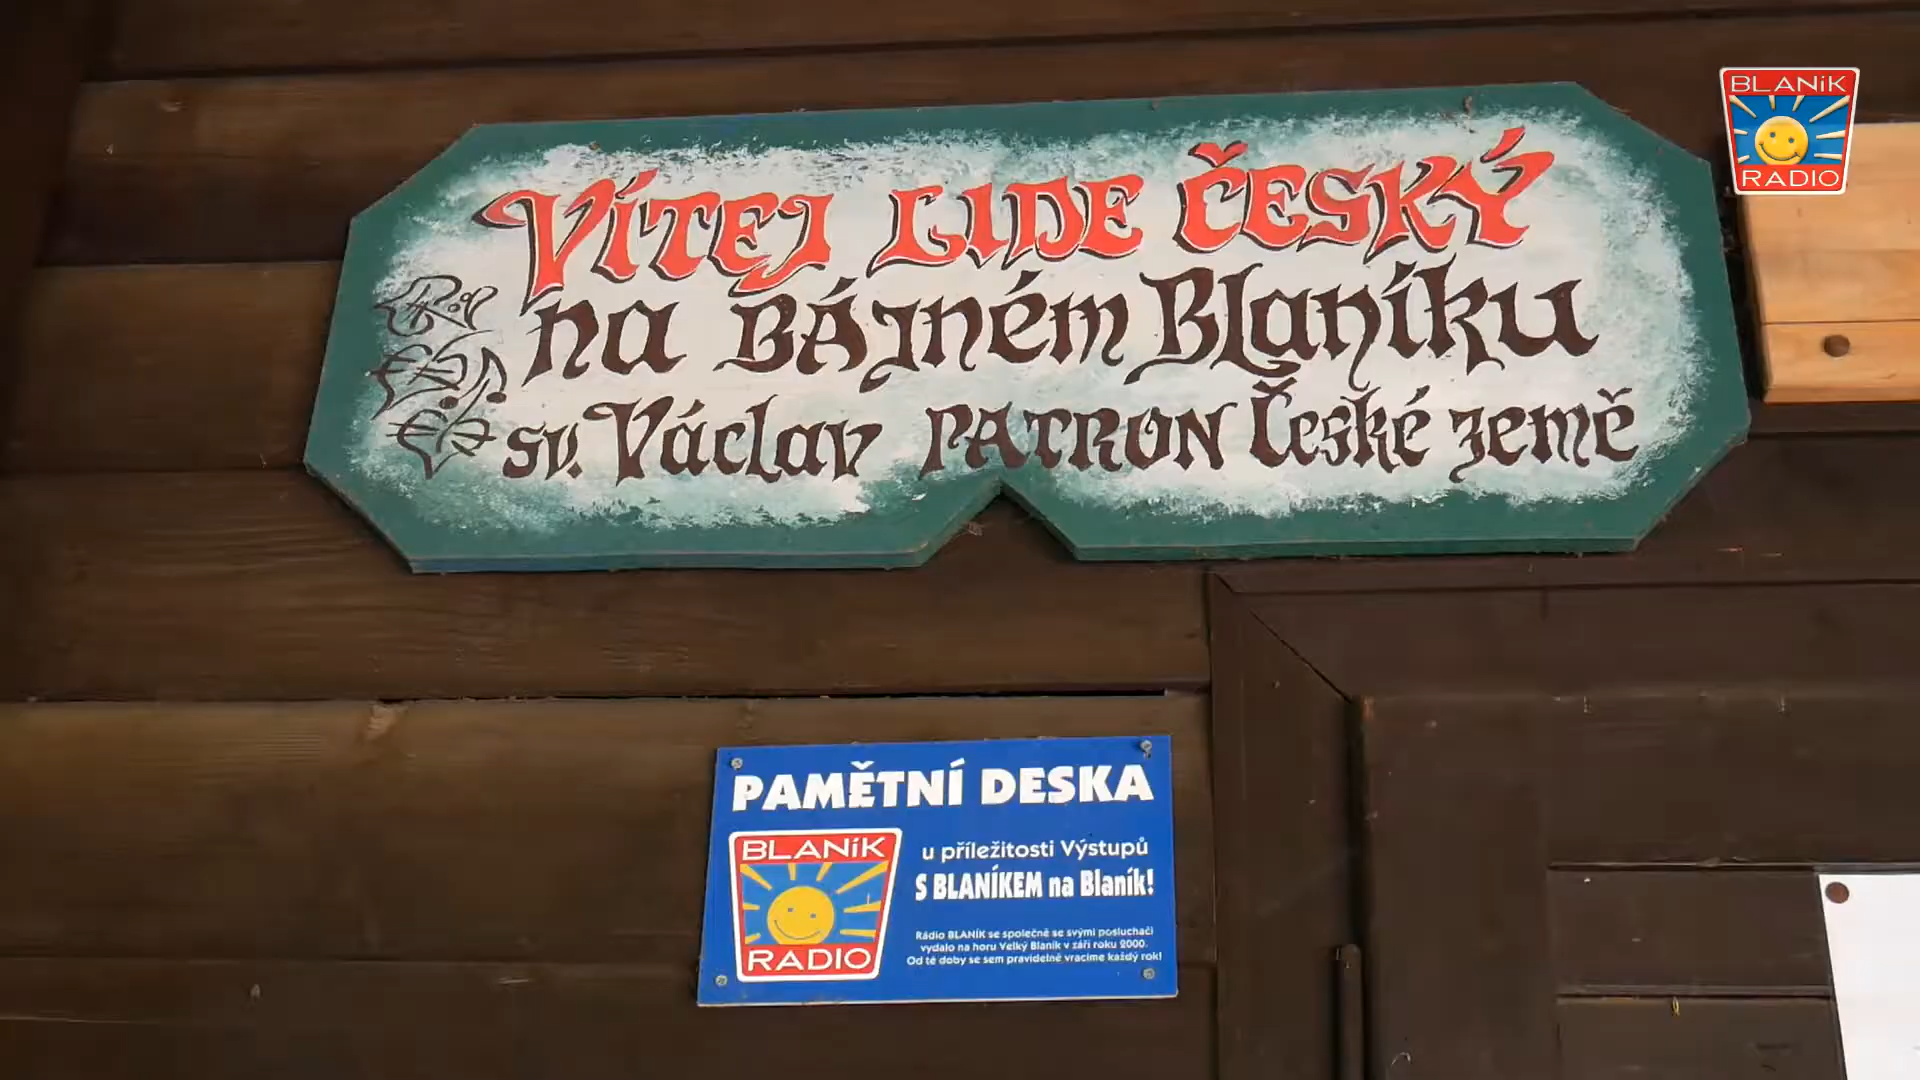 BLANíK
RADIO
VÍTEJ LIDE ČESKÝ
na BÁJNÉM Blaníku
sv. Václav PATRON České země
PAMĚTNÍ DESKA
BLANíK
RADIO
u příležitosti Výstupů
S BLANÍKEM na Blaník!
Rádio BLANÍK se společně se svými posluchači
vydalo na horu Velký Blaník v září roku 2000.
Od té doby se sem pravidelně vracíme každý rok!